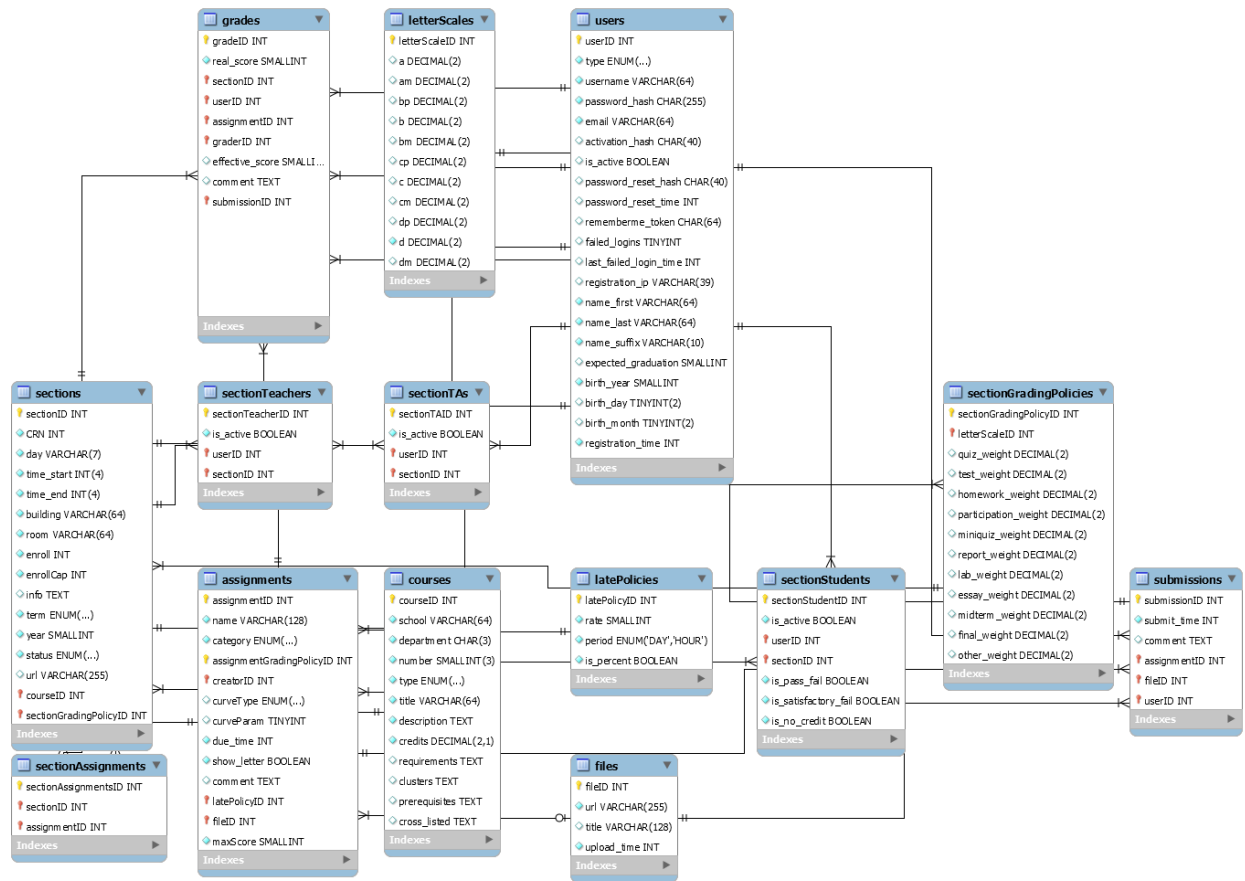 grades
gradeID INT
real_score SMALLINT
sectionID INT
userID INT
assignmentID INT
graderID INT
effective_score SMALLI...
comment TEXT
submissionID INT
Indexes
letterScales
letterScaleID INT
a DECIMAL(2)
am DECIMAL(2)
bp DECIMAL(2)
b DECIMAL(2)
bm DECIMAL(2)
cp DECIMAL(2)
c DECIMAL(2)
cm DECIMAL(2)
dp DECIMAL(2)
d DECIMAL(2)
dm DECIMAL(2)
Indexes
users
userID INT
type ENUM(...)
username VARCHAR(64)
password_hash CHAR(255)
email VARCHAR(64)
activation_hash CHAR(40)
is_active BOOLEAN
password_reset_hash CHAR(40)
password_reset_time INT
rememberme_token CHAR(64)
failed_logins TINYINT
last_failed_login_time INT
registration_ip VARCHAR(39)
name_first VARCHAR(64)
name_last VARCHAR(64)
name_suffix VARCHAR(10)
expected_graduation SMALLINT
birth_year SMALLINT
birth_day TINYINT(2)
birth_month TINYINT(2)
registration_time INT
Indexes
sections
sectionID INT
CRN INT
day VARCHAR(7)
time_start INT(4)
time_end INT(4)
building VARCHAR(64)
room VARCHAR(64)
enroll INT
enrollCap INT
info TEXT
term ENUM(...)
year SMALLINT
status ENUM(...)
url VARCHAR(255)
courseID INT
sectionGradingPolicyID INT
Indexes
sectionTeachers
sectionTeacherID INT
is_active BOOLEAN
userID INT
sectionID INT
Indexes
sectionTAs
sectionTAID INT
is_active BOOLEAN
userID INT
sectionID INT
Indexes
sectionGradingPolicies
sectionGradingPolicyID INT
letterScaleID INT
quiz_weight DECIMAL(2)
test_weight DECIMAL(2)
homework_weight DECIMAL(2)
participation_weight DECIMAL(2)
miniquiz_weight DECIMAL(2)
report_weight DECIMAL(2)
lab_weight DECIMAL(2)
essay_weight DECIMAL(2)
midterm_weight DECIMAL(2)
final_weight DECIMAL(2)
other_weight DECIMAL(2)
Indexes
assignments
assignmentID INT
name VARCHAR(128)
category ENUM(...)
assignmentGradingPolicyID INT
creatorID INT
curveType ENUM(...)
curveParam TINYINT
due_time INT
show_letter BOOLEAN
comment TEXT
latePolicyID INT
fileID INT
maxScore SMALLINT
Indexes
courses
courseID INT
school VARCHAR(64)
department CHAR(3)
number SMALLINT(3)
type ENUM(...)
title VARCHAR(64)
description TEXT
credits DECIMAL(2,1)
requirements TEXT
clusters TEXT
prerequisites TEXT
cross_listed TEXT
Indexes
latePolicies
latePolicyID INT
rate SMALLINT
period ENUM('DAY','HOUR')
is_percent BOOLEAN
Indexes
sectionStudents
sectionStudentID INT
is_active BOOLEAN
userID INT
sectionID INT
is_pass_fail BOOLEAN
is_satisfactory_fail BOOLEAN
is_no_credit BOOLEAN
Indexes
submissions
submissionID INT
submit_time INT
comment TEXT
assignmentID INT
fileID INT
userID INT
Indexes
sectionAssignments
sectionAssignmentsID INT
sectionID INT
assignmentID INT
Indexes
files
fileID INT
url VARCHAR(255)
title VARCHAR(128)
upload_time INT
Indexes